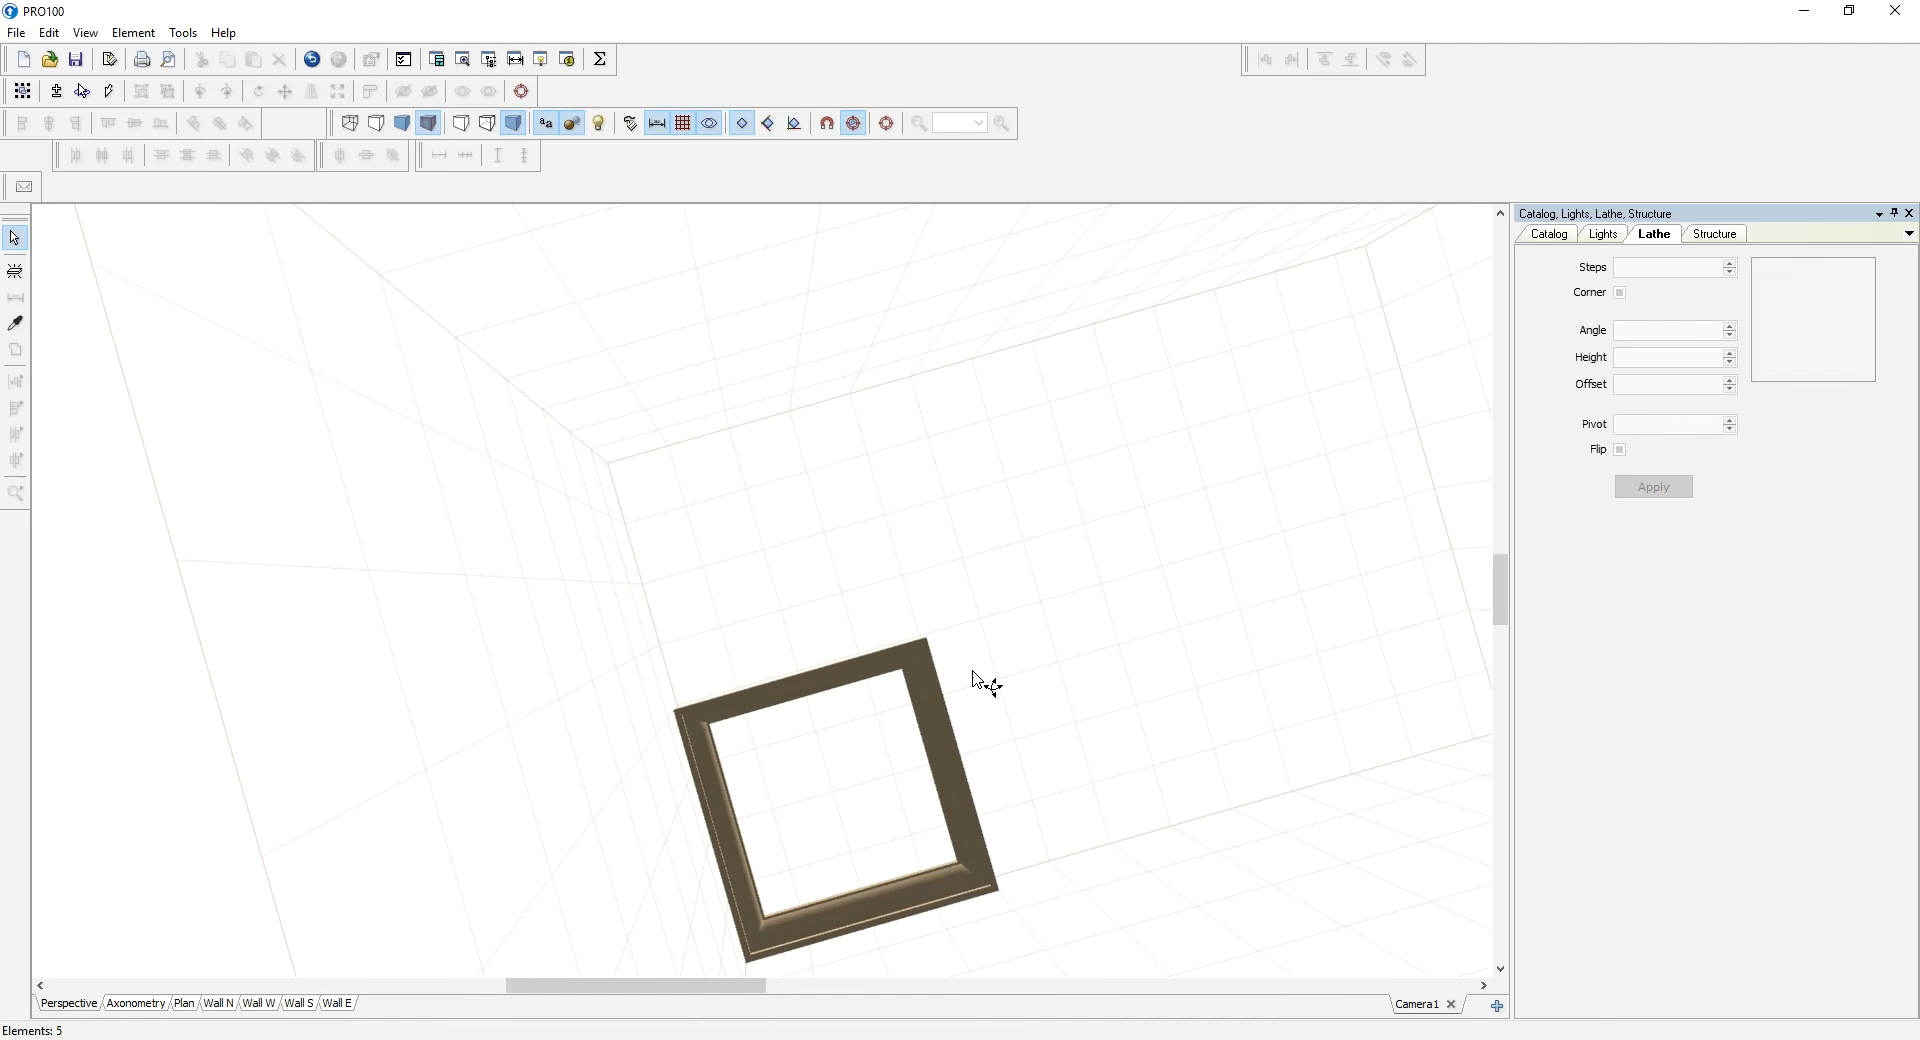 PRO100
File Edit View Element Tools Help
aa
Catalog, Lights, Lathe, Structure
Catalog Lights Lathe Structure
Steps
Corner
Angle
Height
Offset
Pivot
Flip
Apply
Perspective Axonometry Plan Wall N Wall W Wall S Wall E
Camera1
Elements: 5